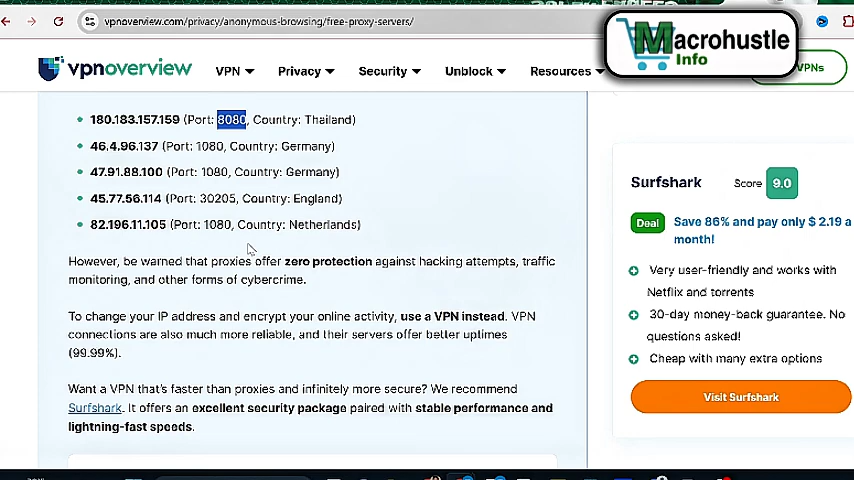 vpnoverview.com/privacy/anonymous-browsing/free-proxy-servers/
Macrohustle
Info
vpnoverview
VPN Privacy Security Unblock Resources
VPNs
180.183.157.159 (Port: 8080, Country: Thailand)
46.4.96.137 (Port: 1080, Country: Germany)
47.91.88.100 (Port: 1080, Country: Germany)
45.77.56.114 (Port: 30205, Country: England)
82.196.11.105 (Port: 1080, Country: Netherlands)
However, be warned that proxies offer zero protection against hacking attempts, traffic
monitoring, and other forms of cybercrime.
To change your IP address and encrypt your online activity, use a VPN instead. VPN
connections are also much more reliable, and their servers offer better uptimes
(99.99%).
Want a VPN that's faster than proxies and infinitely more secure? We recommend
Surfshark. It offers an excellent security package paired with stable performance and
lightning-fast speeds.
Surfshark Score 9.0
Deal Save 86% and pay only $ 2.19 a
month!
Very user-friendly and works with
Netflix and torrents
30-day money-back guarantee. No
questions asked!
Cheap with many extra options
Visit Surfshark